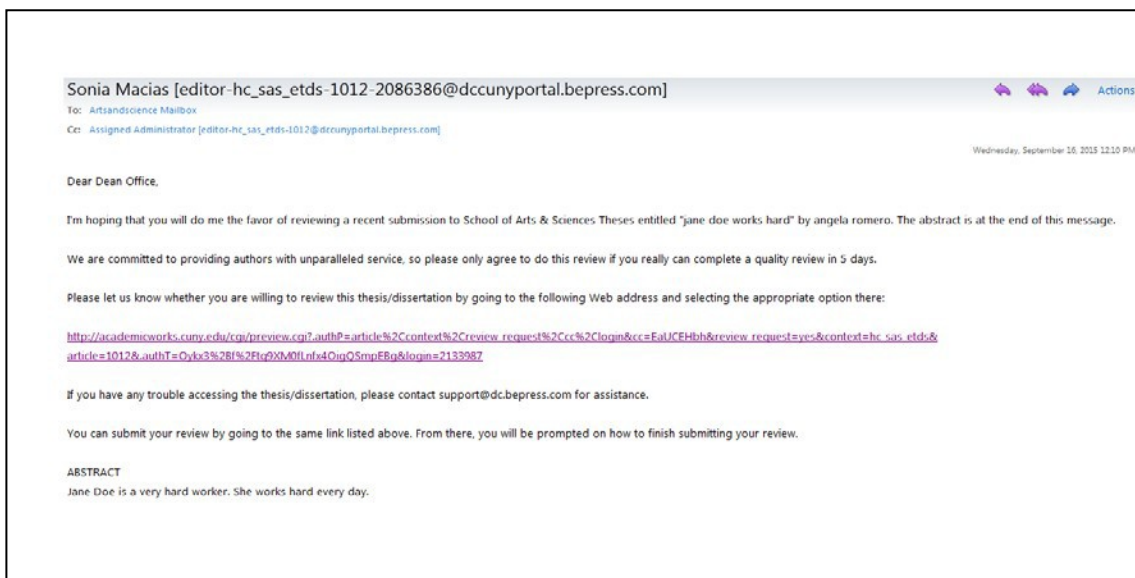 Sonia Macias [editor-hc_sas_etds-1012-2086386@dccunyportal.bepress.com]
Actions
To: Artsandscience Mailbox
Cc: Assigned Administrator [editor-hc_sas_etds-1012@dccunyportal.bepress.com]
Wednesday, September 16, 2015 12:10 PM
Dear Dean Office,
I'm hoping that you will do me the favor of reviewing a recent submission to School of Arts & Sciences Theses entitled "jane doe works hard" by angela romero. The abstract is at the end of this message.
We are committed to providing authors with unparalleled service, so please only agree to do this review if you really can complete a quality review in 5 days.
Please let us know whether you are willing to review this thesis/dissertation by going to the following Web address and selecting the appropriate option there:
http://academicworks.cuny.edu/cgi/preview.cgi?.authP=article%2Ccontext%2Creview_request%2Ccc%2Clogin&cc=EaUCEHbh&review_request=yes&context=hc_sas_etds&
If you have any trouble accessing the thesis/dissertation, please contact support@dc.bepress.com for assistance.
You can submit your review by going to the same link listed above. From there, you will be prompted on how to finish submitting your review.
ABSTRACT
Jane Doe is a very hard worker. She works hard every day.